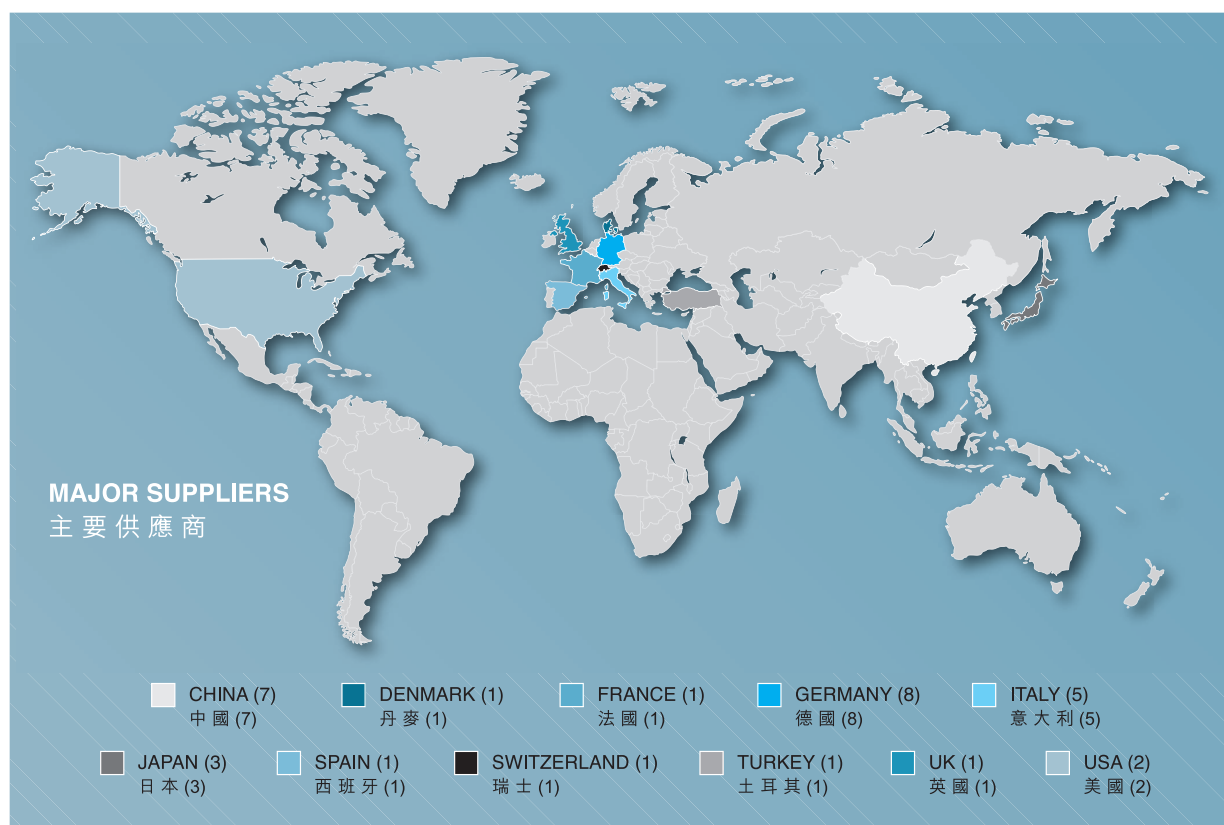 MAJOR SUPPLIERS
主要供應商
CHINA (7)
中國 (7)
DENMARK (1)
丹麥 (1)
FRANCE (1)
法國 (1)
GERMANY (8)
德國 (8)
ITALY (5)
意大利 (5)
JAPAN (3)
日本 (3)
SPAIN (1)
西班牙 (1)
SWITZERLAND (1)
瑞士 (1)
TURKEY (1)
土耳其 (1)
UK (1)
英國 (1)
USA (2)
美國 (2)